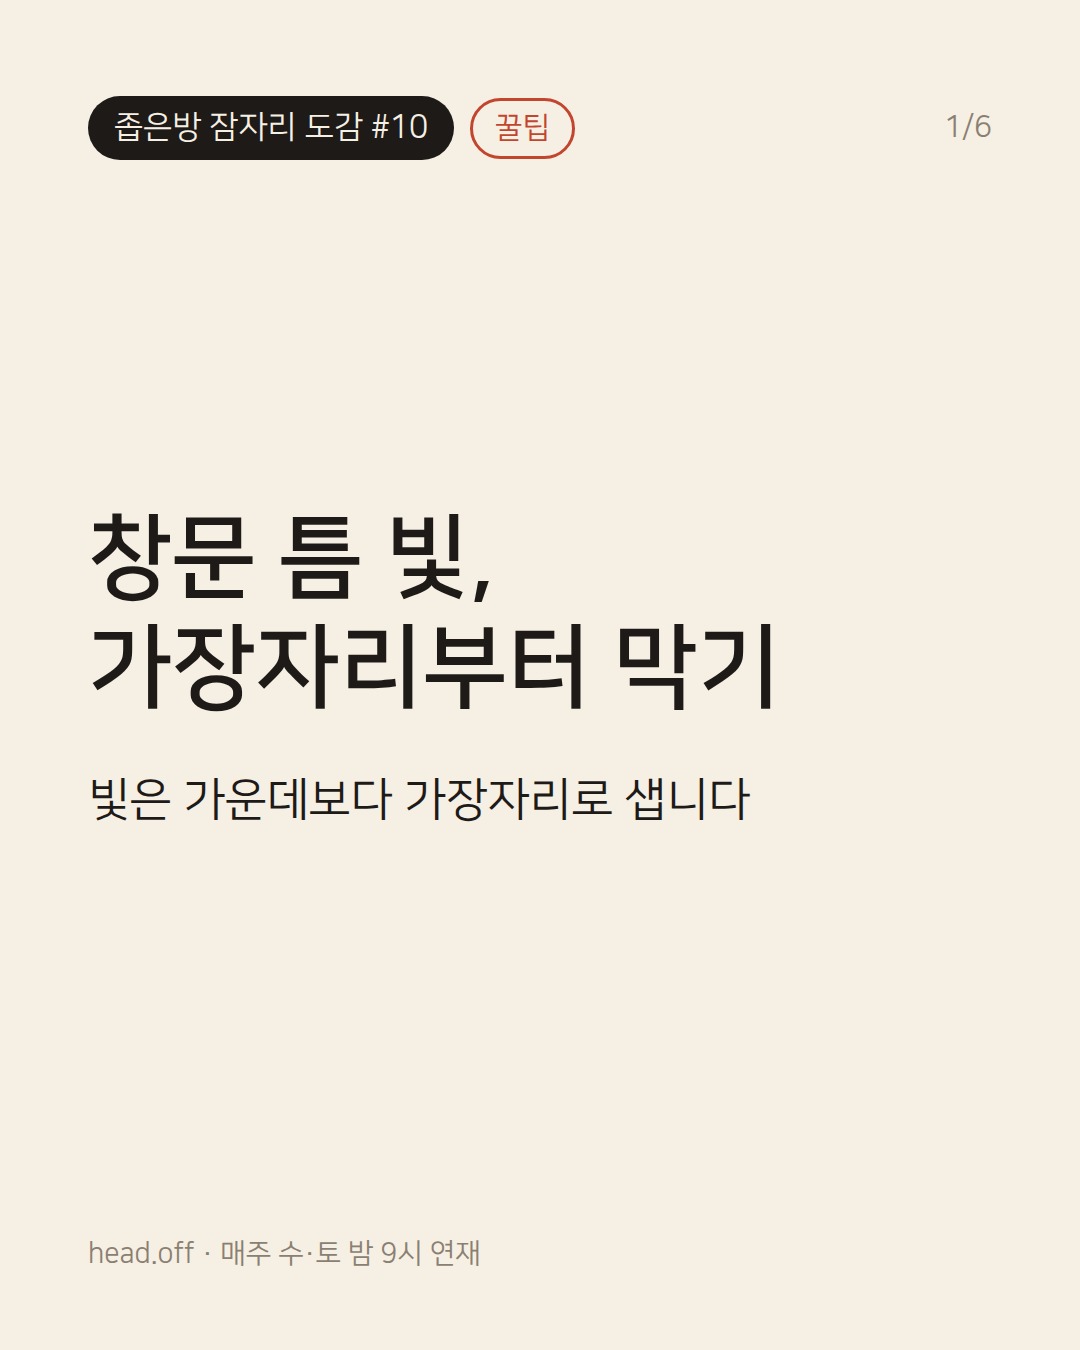 좁은방 잠자리 도감 #10
꿀팁
1/6
창문 틈 빛,
가장자리부터 막기
빛은 가운데보다 가장자리로 샙니다
head.off · 매주 수·토 밤 9시 연재